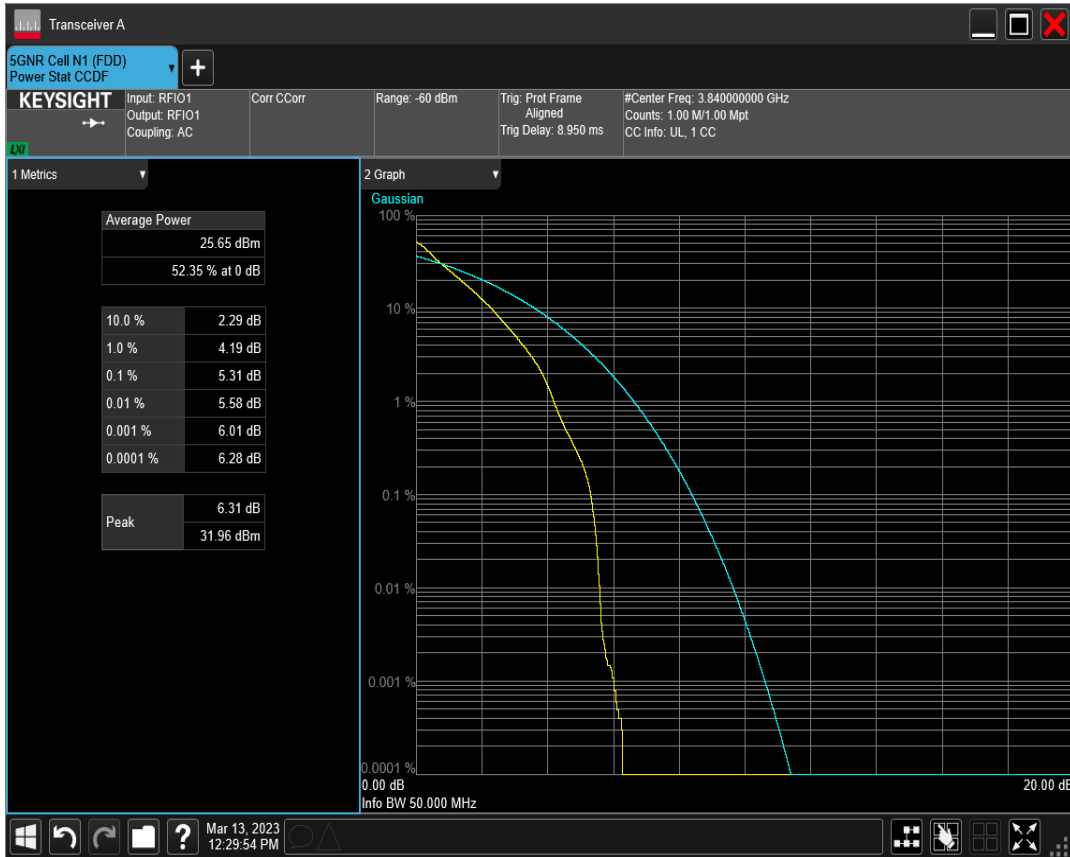 Transceiver A
5GNR Cell N1 (FDD)
Power Stat CCDF
+
KEYSIGHT
LXI
Input: RFIO1
Output: RFIO1
Coupling: AC
Corr CCorr
Range: -60 dBm
Trig: Prot Frame
Aligned
Trig Delay: 8.950 ms
#Center Freq: 3.840000000 GHz
Counts: 1.00 M/1.00 Mpt
CC Info: UL, 1 CC
1 Metrics
Average Power
25.65 dBm
52.35 % at 0 dB
10.0 % 2.29 dB
1.0 % 4.19 dB
0.1 % 5.31 dB
0.01 % 5.58 dB
0.001 % 6.01 dB
0.0001 % 6.28 dB
Peak
6.31 dB
31.96 dBm
2 Graph
Gaussian
100 %
10 %
1 %
0.1 %
0.01 %
0.001 %
0.0001 %
0.00 dB
20.00 dB
Info BW 50.000 MHz
?
Mar 13, 2023
12:29:54 PM